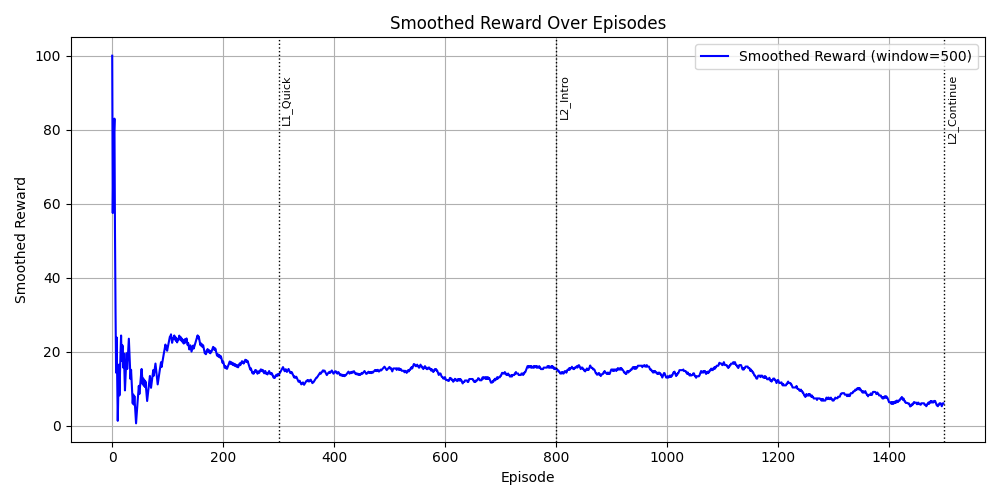 Smoothed Reward Over Episodes
Smoothed Reward (window=500)
L1_Quick
L2_Intro
L2_Continue
Smoothed Reward
100
80
60
40
20
0
0 200 400 600 800 1000 1200 1400
Episode